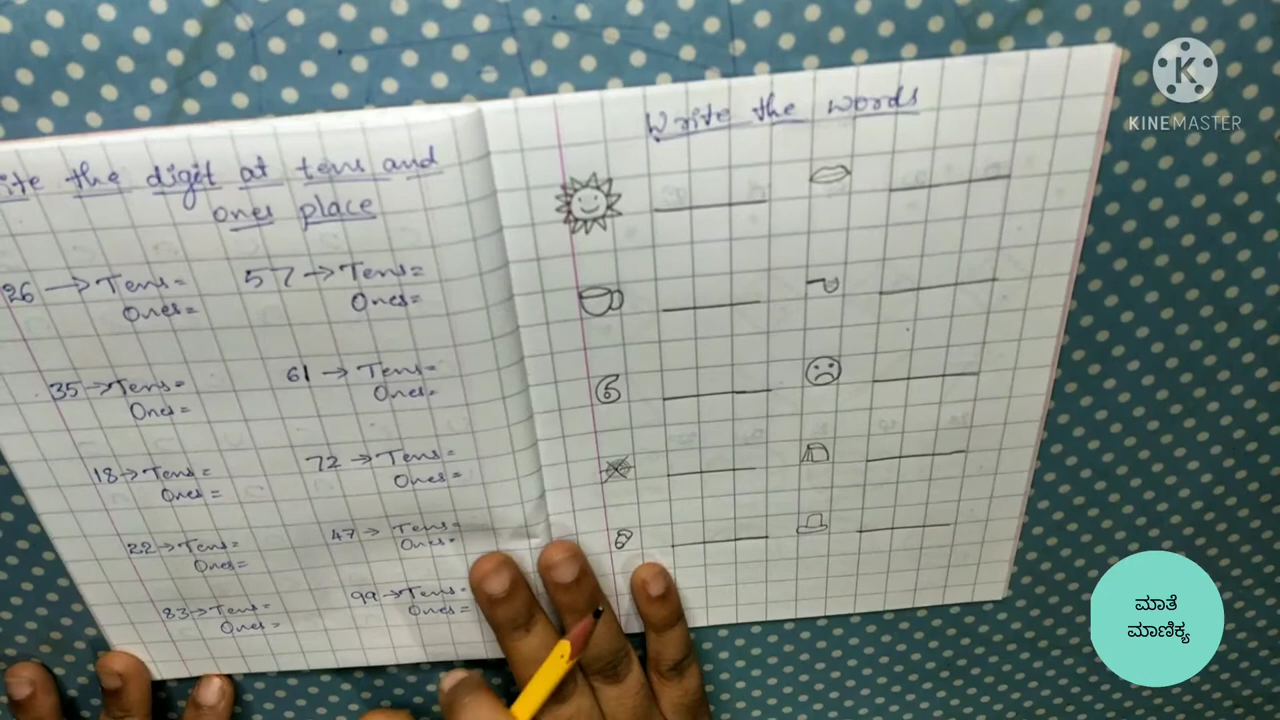 ite the digit at tens and
ones place
26 → Tens=
Ones=
57 → Tens=
Ones=
35 → Tens=
Ones=
61 → Tens=
Ones=
18 → Tens=
Ones=
72 → Tens=
Ones=
22 → Tens=
Ones=
47 → Tens=
Ones=
83 → Tens=
Ones=
99 → Tens=
Ones=
Write the words
6
KINEMASTER
ಮಾತೆ
ಮಾಣಿಕ್ಯ